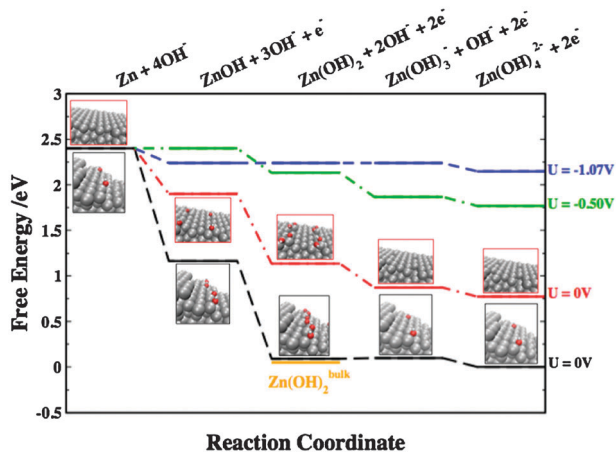 Zn + 4OH⁻
ZnOH + 3OH⁻ + e⁻
Zn(OH)₂ + 2OH⁻ + 2e⁻
Zn(OH)₃⁻ + OH⁻ + 2e⁻
Zn(OH)₄²⁻ + 2e⁻
Free Energy /eV
3
2.5
2
1.5
1
0.5
0
-0.5
U = -1.07V
U = -0.50V
U = 0V
U = 0V
Zn(OH)₂bulk
Reaction Coordinate